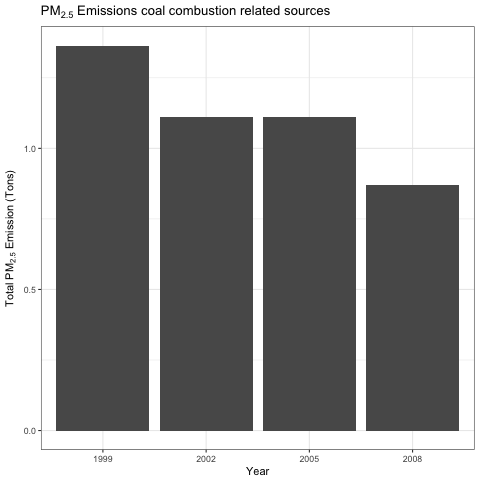 PM2.5 Emissions coal combustion related sources
Total PM2.5 Emission (Tons)
1.0
0.5
0.0
1999 2002 2005 2008
Year